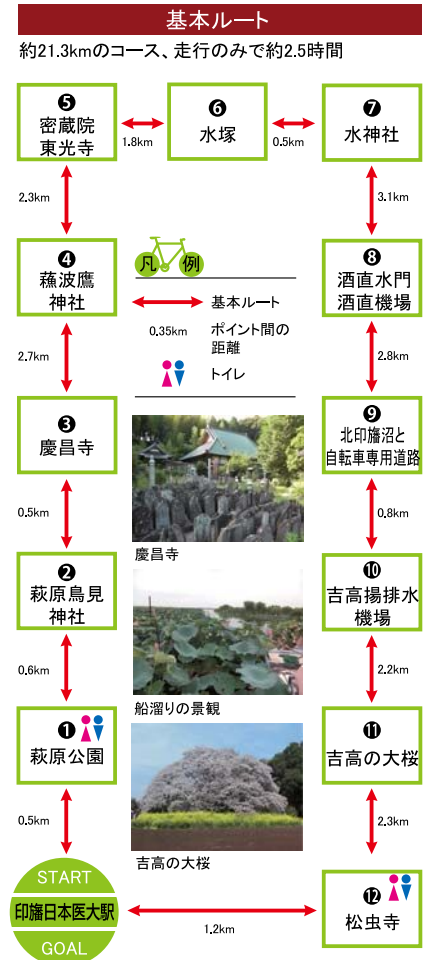 基本ルート
約21.3kmのコース、走行のみで約2.5時間
❺
密蔵院
東光寺
1.8km
❻
水塚
0.5km
❼
水神社
2.3km
3.1km
❹
蕪波鷹
神社
凡例
基本ルート
0.35km ポイント間の
距離
トイレ
❽
酒直水門
酒直機場
2.7km
2.8km
❸
慶昌寺
慶昌寺
❾
北印旛沼と
自転車専用道路
0.5km
0.8km
❷
萩原鳥見
神社
船溜りの景観
❿
吉高揚排水
機場
0.6km
2.2km
❶
萩原公園
吉高の大桜
⓫
吉高の大桜
0.5km
2.3km
START
印旛日本医大駅
GOAL
1.2km
⓬
松虫寺